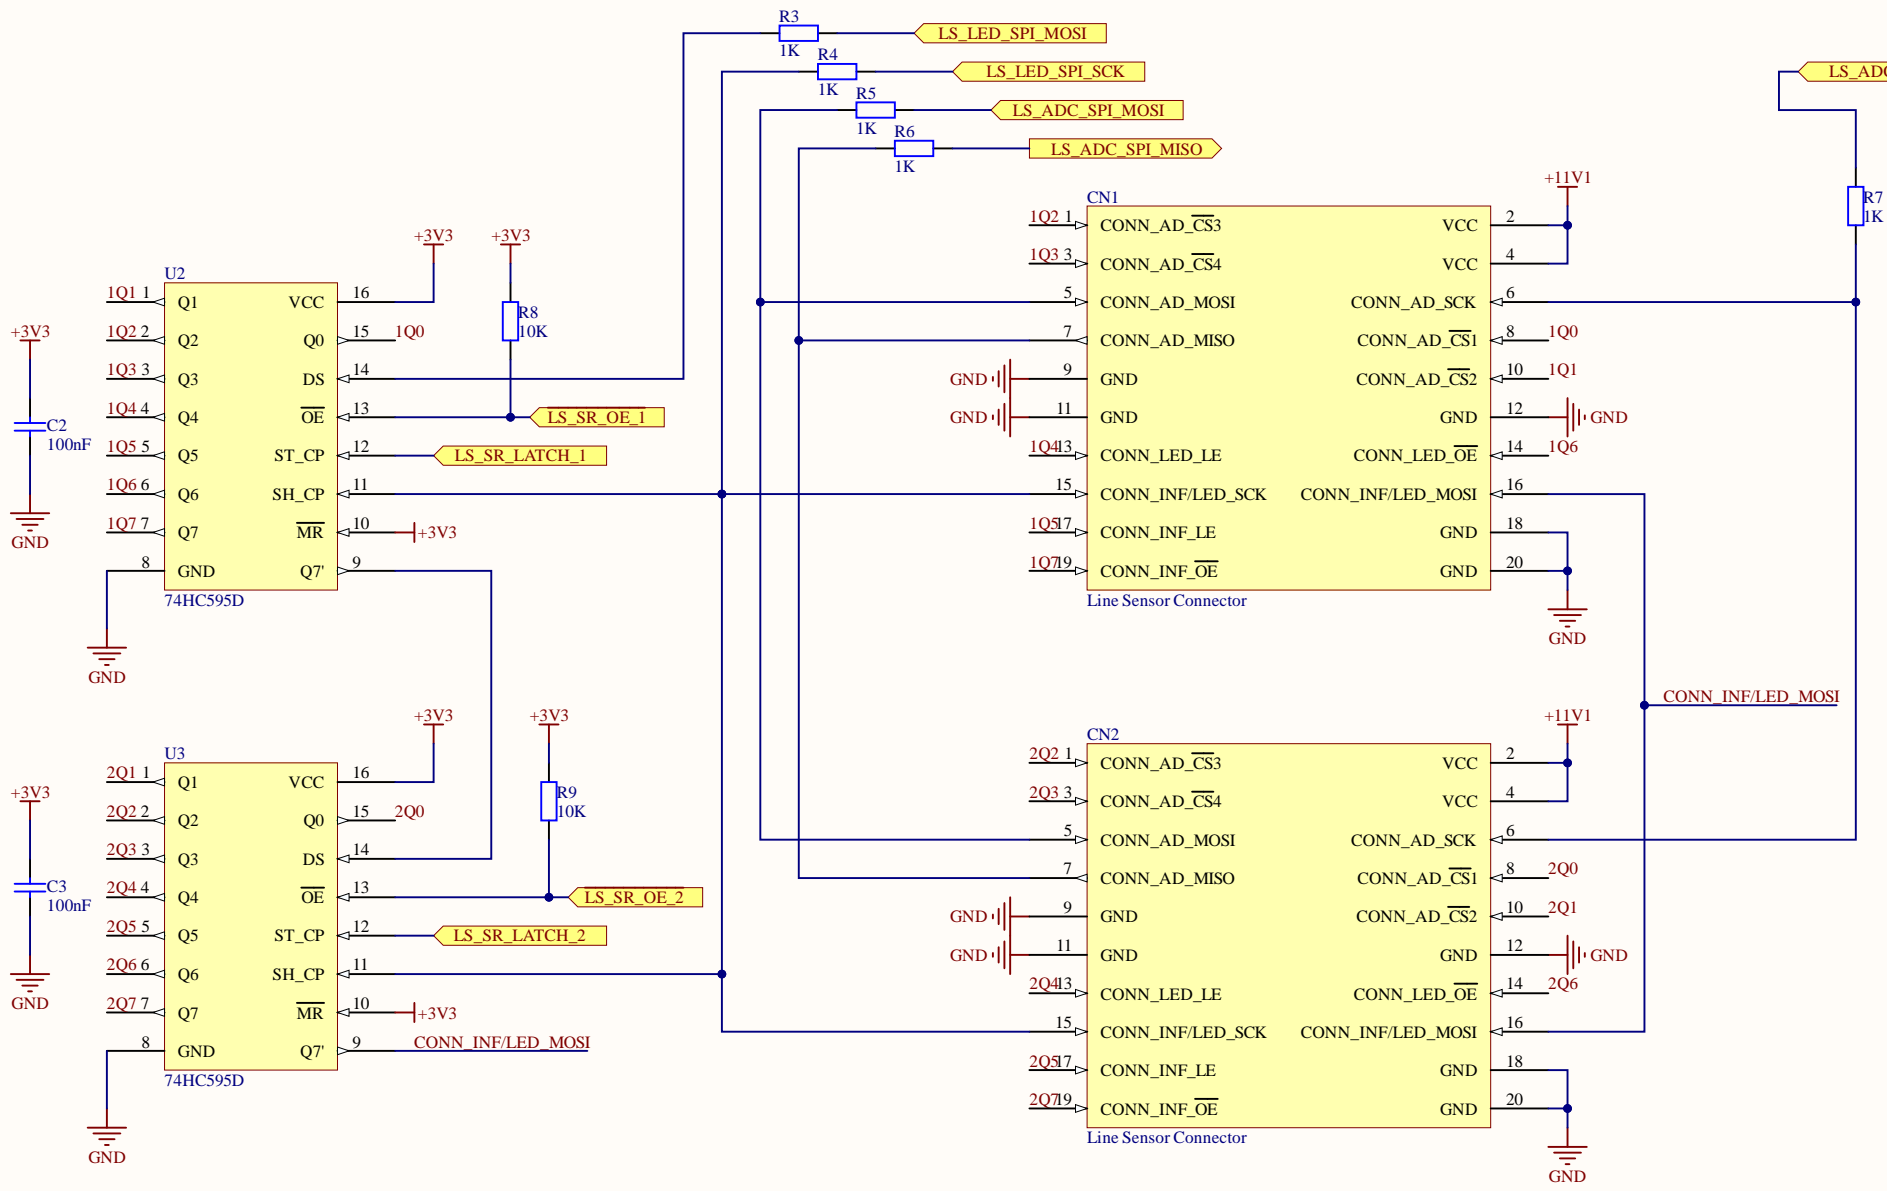 R3
1K
LS_LED_SPI_MOSI
R4
1K
LS_LED_SPI_SCK
R5
1K
LS_ADC_SPI_MOSI
R6
1K
LS_ADC_SPI_MISO
LS_ADC
R7
1K
U2
+3V3
+3V3
R8
10K
1Q1 1 Q1 VCC 16
1Q2 2 Q2 Q0 15 1Q0
1Q3 3 Q3 DS 14
1Q4 4 Q4 OE 13 LS_SR_OE_1
1Q5 5 Q5 ST_CP 12 LS_SR_LATCH_1
1Q6 6 Q6 SH_CP 11
1Q7 7 Q7 MR 10 +3V3
8 GND Q7' 9
74HC595D
GND
+3V3
C2
100nF
GND
CN1
+11V1
1Q2 1 CONN_AD_CS3 VCC 2
1Q3 3 CONN_AD_CS4 VCC 4
5 CONN_AD_MOSI CONN_AD_SCK 6
7 CONN_AD_MISO CONN_AD_CS1 8 1Q0
GND 9 GND CONN_AD_CS2 10 1Q1
GND 11 GND GND 12 GND
1Q4 13 CONN_LED_LE CONN_LED_OE 14 1Q6
15 CONN_INF/LED_SCK CONN_INF/LED_MOSI 16
1Q5 17 CONN_INF_LE GND 18
1Q7 19 CONN_INF_OE GND 20
Line Sensor Connector
GND
CONN_INF/LED_MOSI
U3
+3V3
+3V3
R9
10K
2Q1 1 Q1 VCC 16
2Q2 2 Q2 Q0 15 2Q0
2Q3 3 Q3 DS 14
2Q4 4 Q4 OE 13 LS_SR_OE_2
2Q5 5 Q5 ST_CP 12 LS_SR_LATCH_2
2Q6 6 Q6 SH_CP 11
2Q7 7 Q7 MR 10 +3V3
8 GND Q7' 9 CONN_INF/LED_MOSI
74HC595D
GND
+3V3
C3
100nF
GND
CN2
+11V1
2Q2 1 CONN_AD_CS3 VCC 2
2Q3 3 CONN_AD_CS4 VCC 4
5 CONN_AD_MOSI CONN_AD_SCK 6
7 CONN_AD_MISO CONN_AD_CS1 8 2Q0
GND 9 GND CONN_AD_CS2 10 2Q1
GND 11 GND GND 12 GND
2Q4 13 CONN_LED_LE CONN_LED_OE 14 2Q6
15 CONN_INF/LED_SCK CONN_INF/LED_MOSI 16
2Q5 17 CONN_INF_LE GND 18
2Q7 19 CONN_INF_OE GND 20
Line Sensor Connector
GND